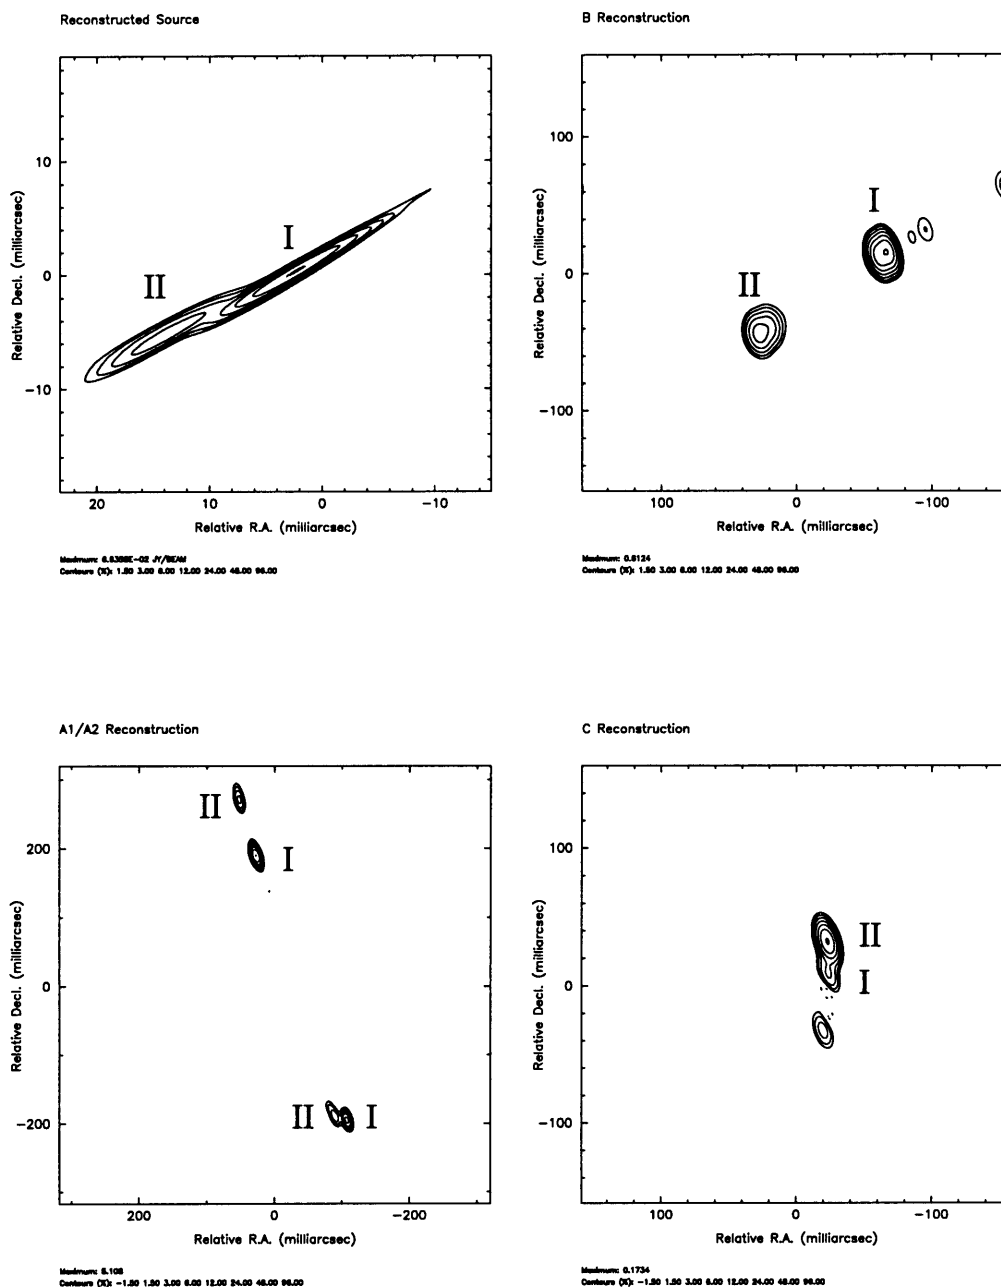 Reconstructed Source
I
II
10
0
−10
Relative Decl. (milliarcsec)
20 10 0 −10
Relative R.A. (milliarcsec)
Maximum: JY/BEAM
Contours (%): 1.50 3.00 6.00 12.00 24.00 48.00 96.00
B Reconstruction
I
II
100
0
−100
Relative Decl. (milliarcsec)
100 0 −100
Relative R.A. (milliarcsec)
Maximum:
Contours (%): 1.50 3.00 6.00 12.00 24.00 48.00 96.00
A1/A2 Reconstruction
II
I
II I
200
0
−200
Relative Decl. (milliarcsec)
200 0 −200
Relative R.A. (milliarcsec)
Maximum:
Contours (%): −1.50 1.50 3.00 6.00 12.00 24.00 48.00 96.00
C Reconstruction
II
I
100
0
−100
Relative Decl. (milliarcsec)
100 0 −100
Relative R.A. (milliarcsec)
Maximum: 0.1734
Contours (%): −1.50 1.50 3.00 6.00 12.00 24.00 48.00 96.00